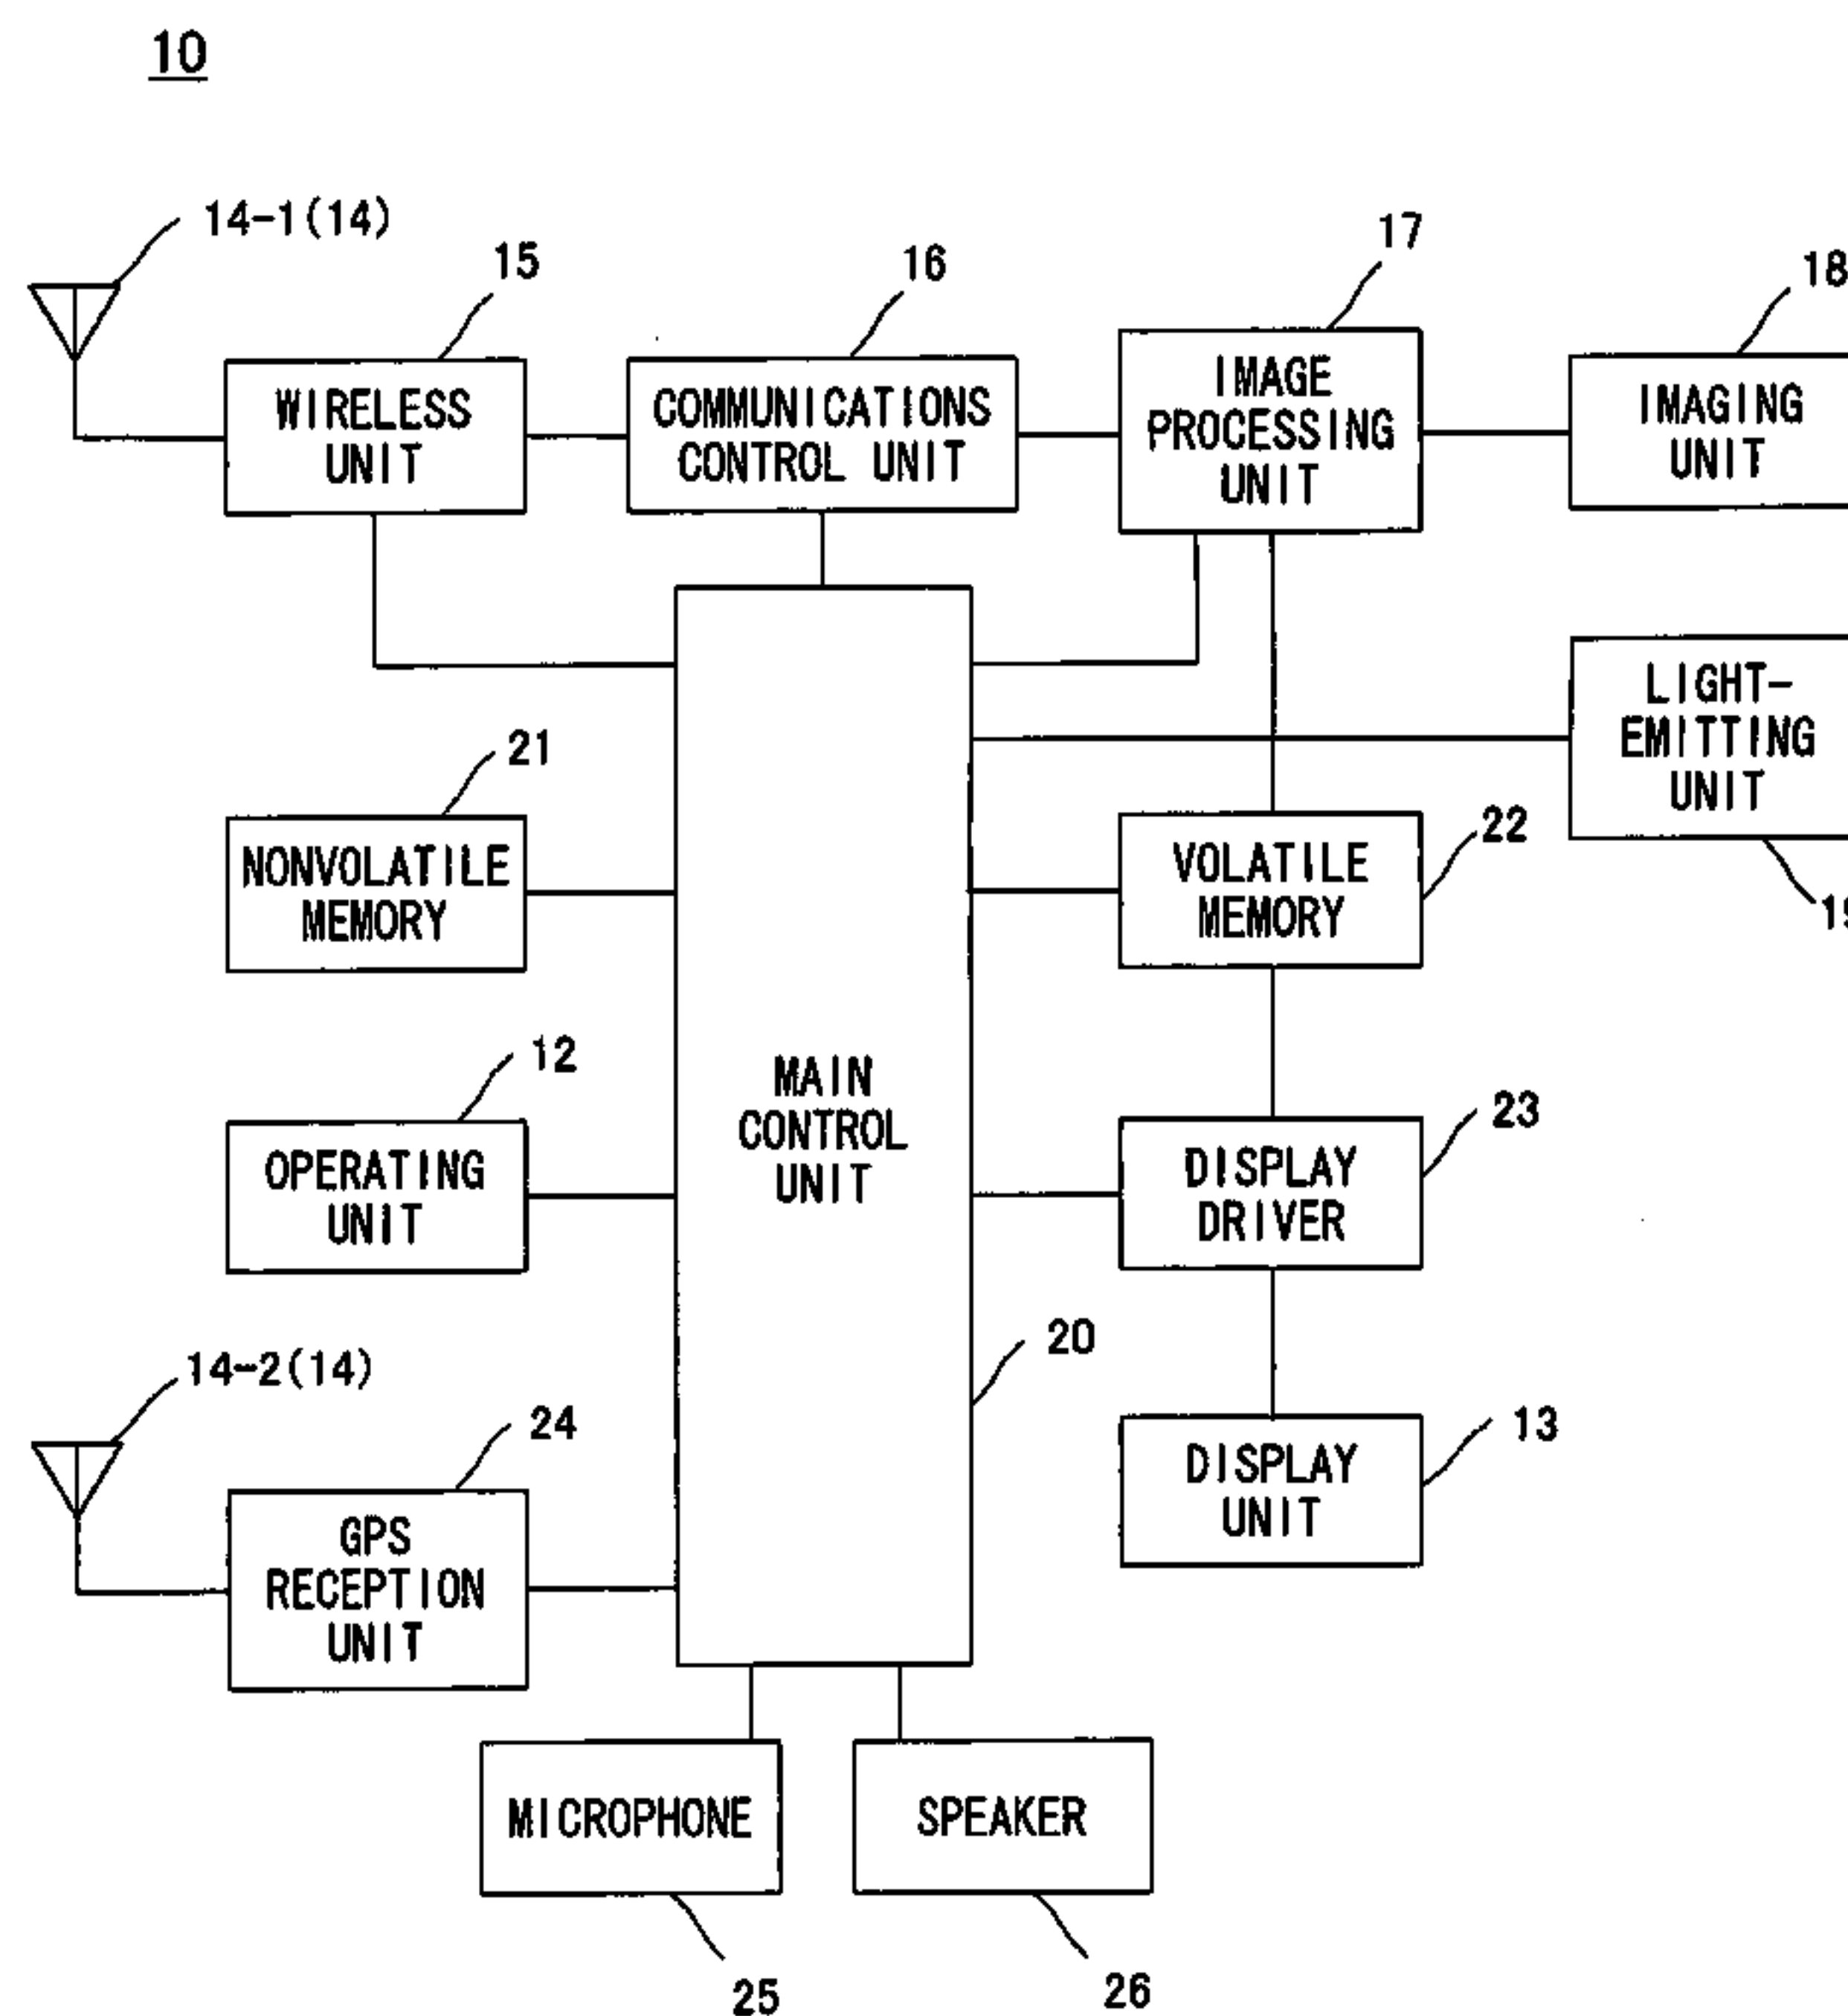 10
14-1(14)
15
16
17
18
WIRELESS
UNIT
COMMUNICATIONS
CONTROL UNIT
IMAGE
PROCESSING
UNIT
IMAGING
UNIT
LIGHT-
EMITTING
UNIT
21
22
NONVOLATILE
MEMORY
VOLATILE
MEMORY
12
23
OPERATING
UNIT
MAIN
CONTROL
UNIT
DISPLAY
DRIVER
20
14-2(14)
24
13
GPS
RECEPTION
UNIT
DISPLAY
UNIT
MICROPHONE
SPEAKER
25
26